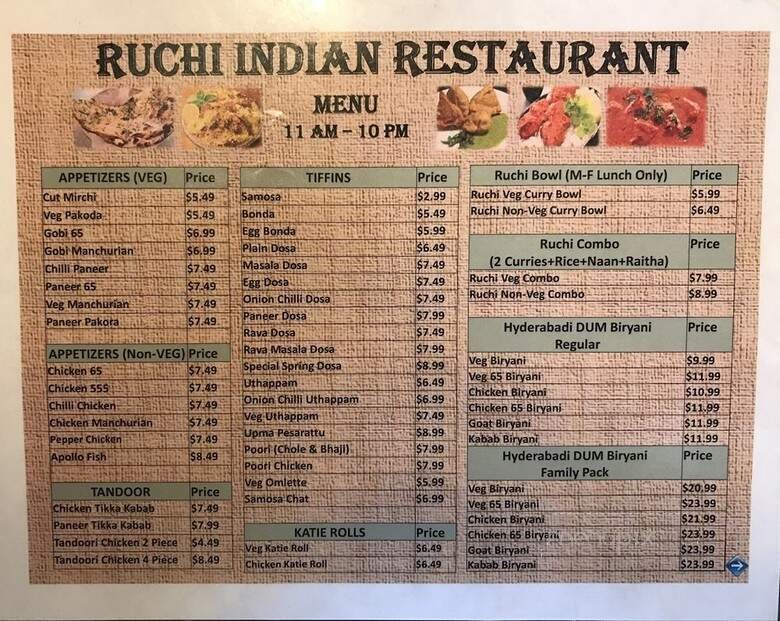 RUCHI INDIAN RESTAURANT
MENU
11 AM – 10 PM
APPETIZERS (VEG) Price
Cut Mirchi $5.49
Veg Pakoda $5.49
Gobi 65 $6.99
Gobi Manchurian $6.99
Chilli Paneer $7.49
Paneer 65 $7.49
Veg Manchurian $7.49
Paneer Pakora $7.49
APPETIZERS (Non-VEG) Price
Chicken 65 $7.49
Chicken 555 $7.49
Chilli Chicken $7.49
Chicken Manchurian $7.49
Pepper Chicken $7.49
Apollo Fish $8.49
TANDOOR Price
Chicken Tikka Kabab $7.49
Paneer Tikka Kabab $7.99
Tandoori Chicken 2 Piece $4.49
Tandoori Chicken 4 Piece $8.49
TIFFINS Price
Samosa $2.99
Bonda $5.49
Egg Bonda $5.99
Plain Dosa $6.49
Masala Dosa $7.49
Egg Dosa $7.49
Onion Chilli Dosa $7.49
Paneer Dosa $7.99
Rava Dosa $7.49
Rava Masala Dosa $7.99
Special Spring Dosa $8.99
Uthappam $6.49
Onion Chilli Uthappam $6.99
Veg Uthappam $7.49
Upma Pesarattu $8.99
Poori (Chole & Bhaji) $7.99
Poori Chicken $7.99
Veg Omlette $5.99
Samosa Chat $6.99
KATIE ROLLS Price
Veg Katie Roll $6.49
Chicken Katie Roll $6.49
Ruchi Bowl (M-F Lunch Only) Price
Ruchi Veg Curry Bowl $5.99
Ruchi Non-Veg Curry Bowl $6.49
Ruchi Combo Price
(2 Curries+Rice+Naan+Raitha)
Ruchi Veg Combo $7.99
Ruchi Non-Veg Combo $8.99
Hyderabadi DUM Biryani Price
Regular
Veg Biryani $9.99
Veg 65 Biryani $11.99
Chicken Biryani $10.99
Chicken 65 Biryani $11.99
Goat Biryani $11.99
Kabab Biryani $11.99
Hyderabadi DUM Biryani Price
Family Pack
Veg Biryani $20.99
Veg 65 Biryani $23.99
Chicken Biryani $21.99
Chicken 65 Biryani $23.99
Goat Biryani $23.99
Kabab Biryani $23.99